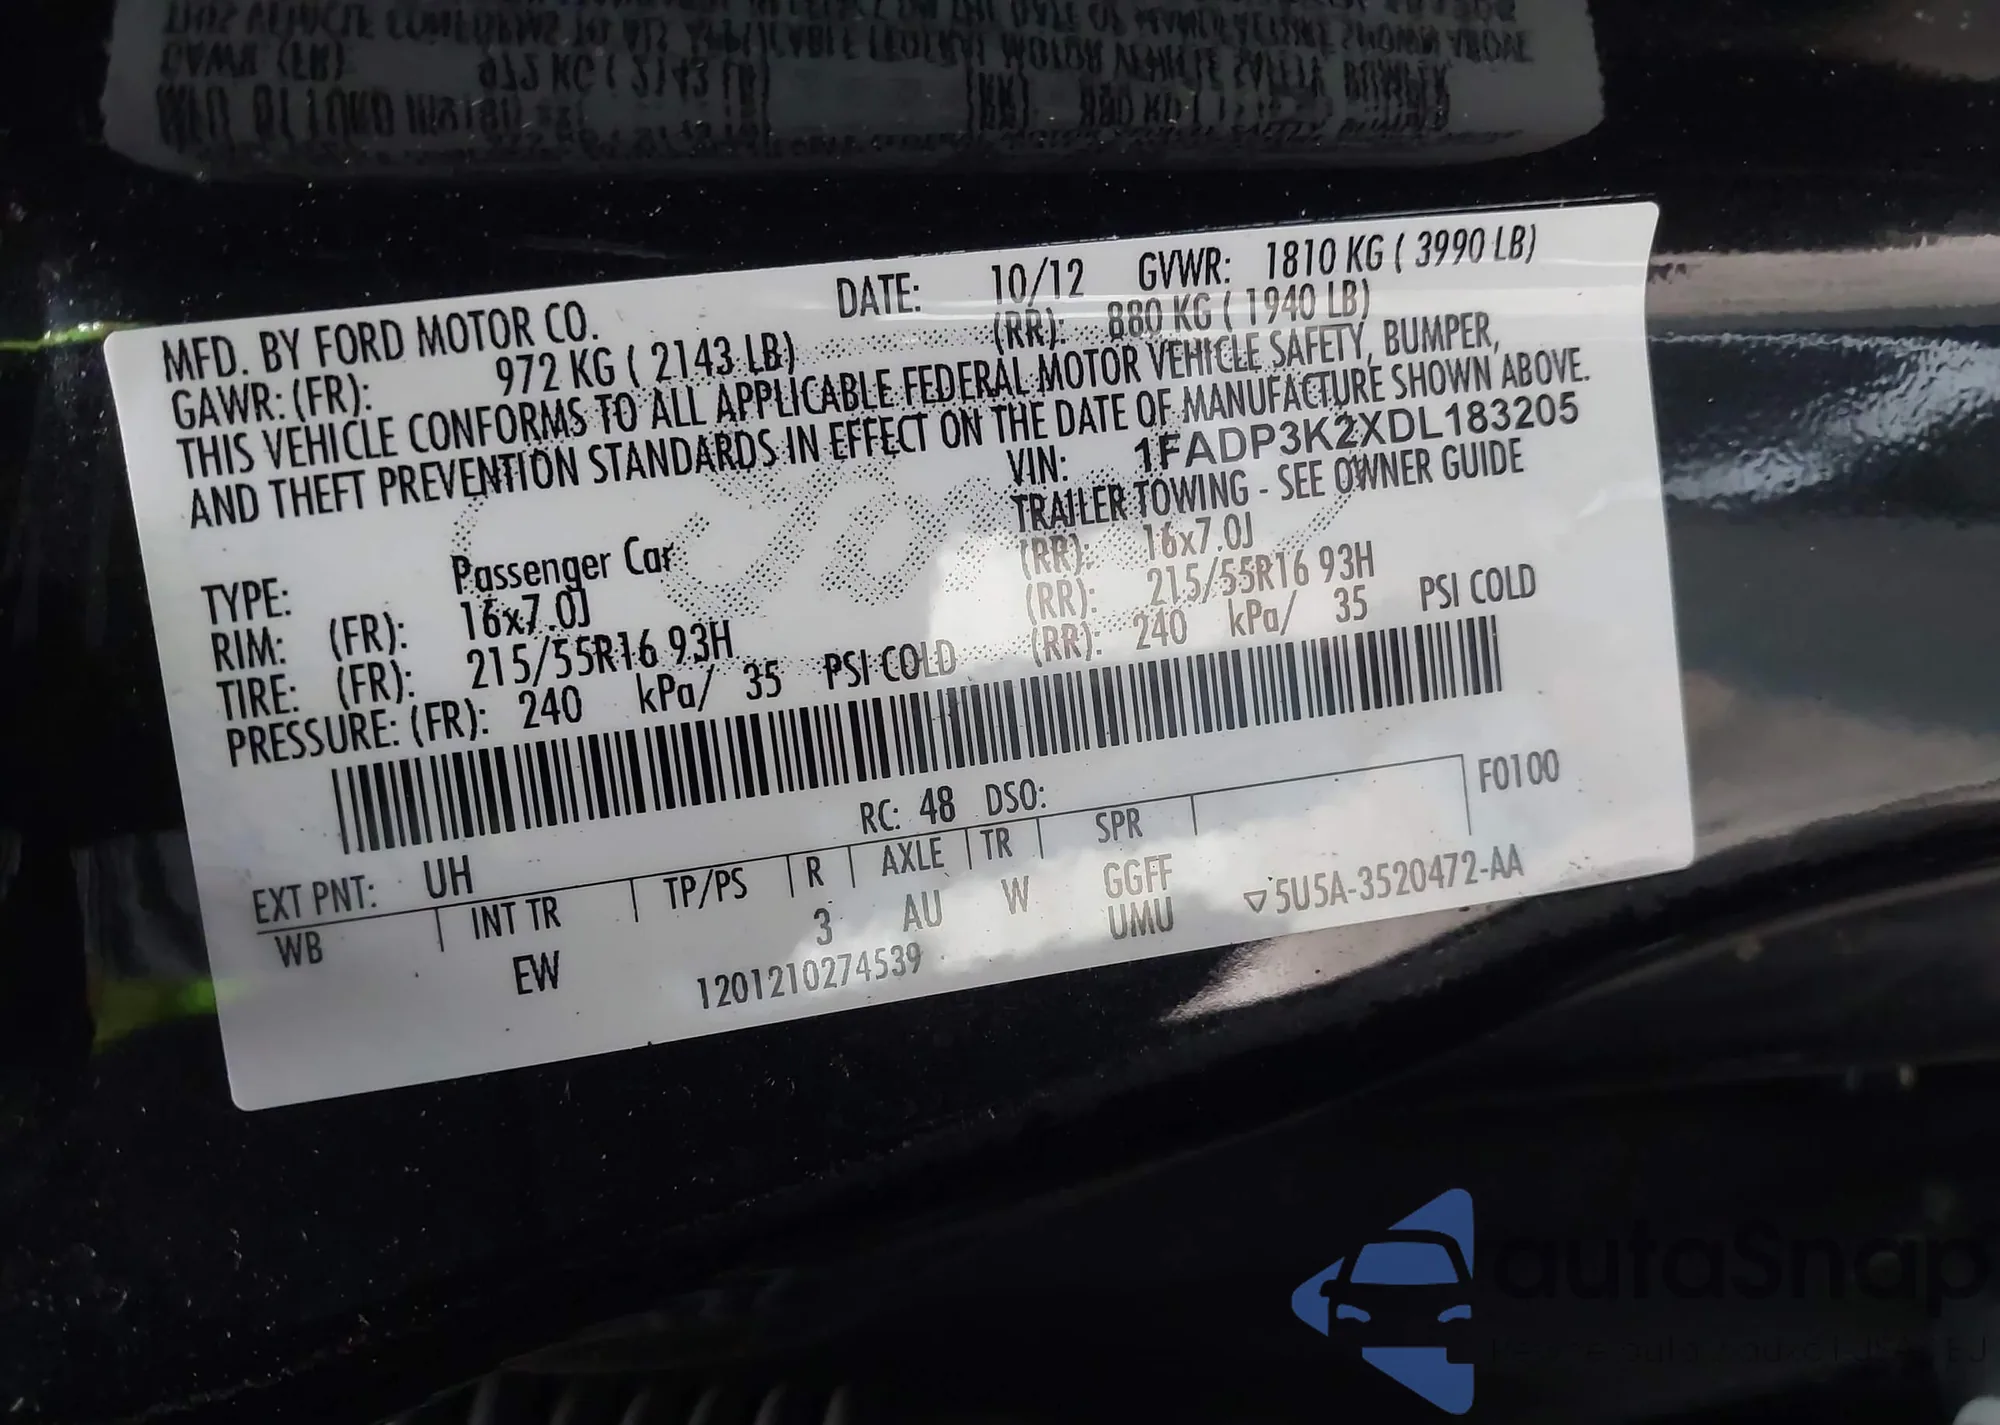 MFD. BY FORD MOTOR CO. DATE: 10/12 GVWR: 1810 KG ( 3990 LB)
GAWR: (FR): 972 KG ( 2143 LB) (RR): 880 KG ( 1940 LB)
THIS VEHICLE CONFORMS TO ALL APPLICABLE FEDERAL MOTOR VEHICLE SAFETY, BUMPER,
AND THEFT PREVENTION STANDARDS IN EFFECT ON THE DATE OF MANUFACTURE SHOWN ABOVE.
VIN: 1FADP3K2XDL183205
TRAILER TOWING - SEE OWNER GUIDE
TYPE: Passenger Car
RIM: (FR): 16x7.0J (RR): 16x7.0J
TIRE: (FR): 215/55R16 93H (RR): 215/55R16 93H
PRESSURE: (FR): 240 kPa/ 35 PSI COLD (RR): 240 kPa/ 35 PSI COLD
RC: 48 DSO: F0100
EXT PNT: UH
WB INT TR TP/PS R AXLE TR SPR
EW 3 AU W GGFF
UMU ▽5U5A-3520472-AA
1201210274539
autoSnap